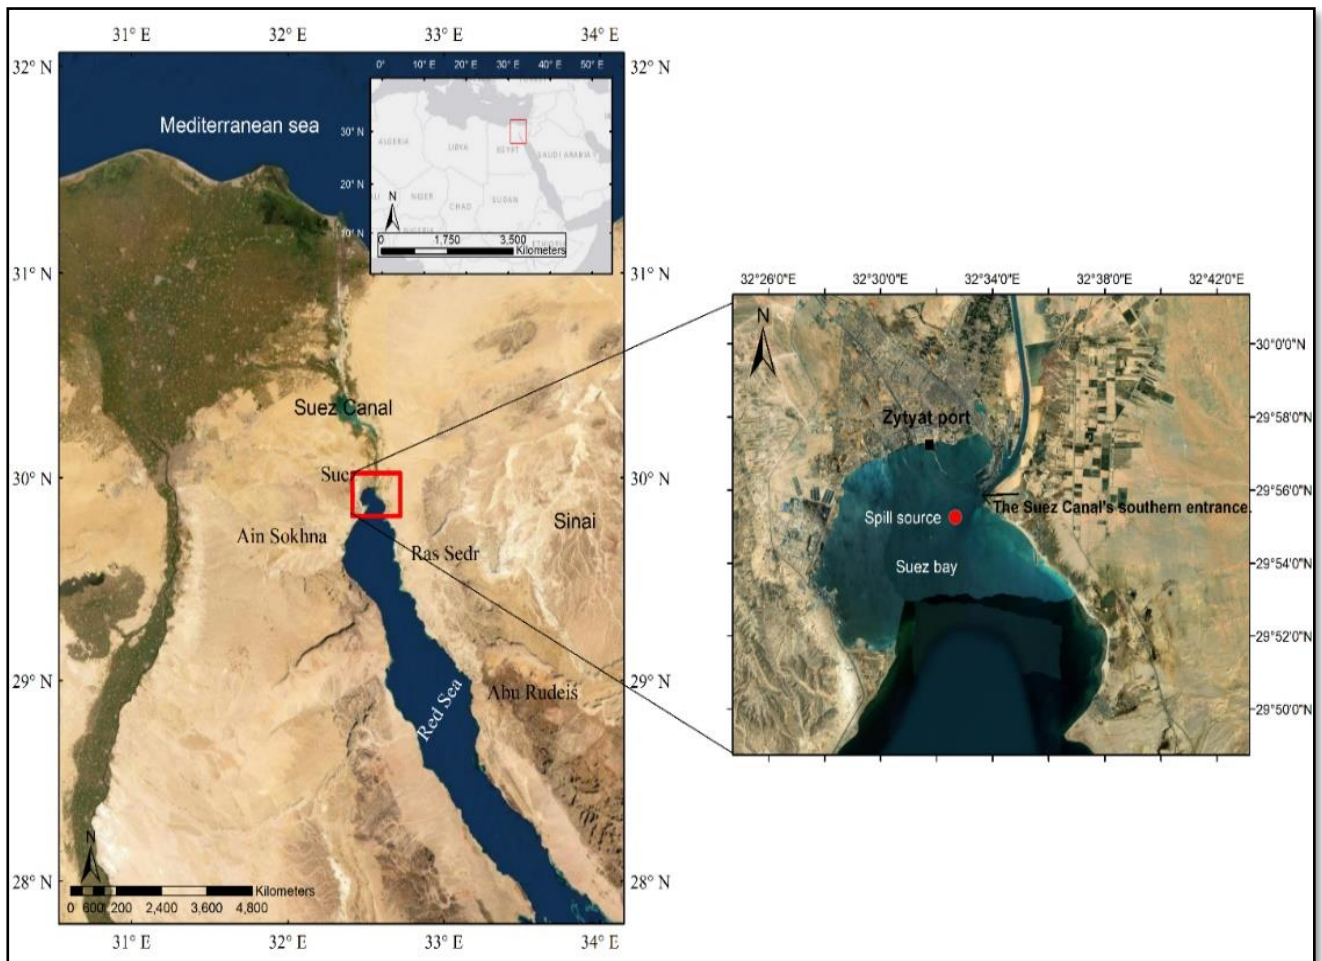 31° E 32° E 33° E 34° E
32° N 32° N
0° 10° E 20° E 30° E 40° E 50° E
Mediterranean sea
30° N
ALGERIA LIBYA EGYPT SAUDI ARABIA
20° N
N
NIGER CHAD SUDAN
10° N
0 1,750 3,500
Kilometers
31° N 31° N
Suez Canal
30° N 30° N
Sinai
Ain Sokhna
Ras Sedr
29° N 29° N
Abu Rudeis
Red Sea
N
28° N 28° N
Kilometers
0 600 200 2,400 3,600 4,800
31° E 32° E 33° E 34° E
32°26'0"E 32°30'0"E 32°34'0"E 32°38'0"E 32°42'0"E
N
30°0'0"N
29°58'0"N
Zytyat port
29°56'0"N
The Suez Canal's southern entrance.
Spill source
29°54'0"N
Suez bay
29°52'0"N
29°50'0"N